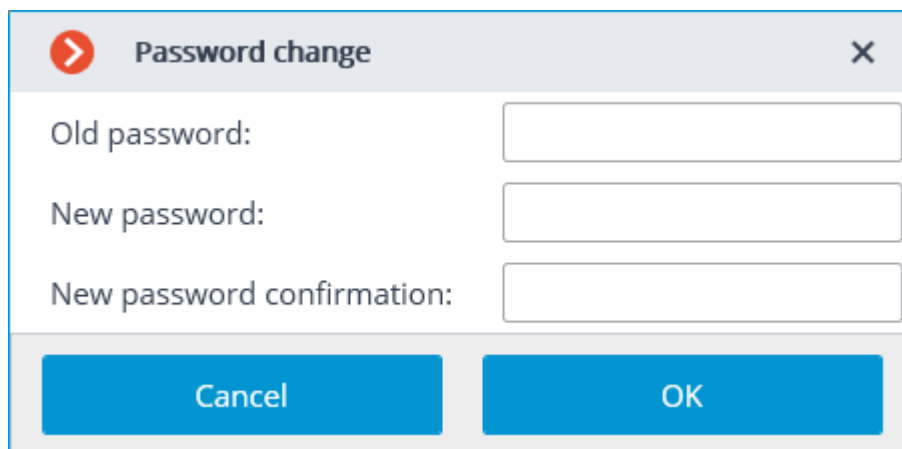 Password change
Old password:
New password:
New password confirmation:
Cancel OK